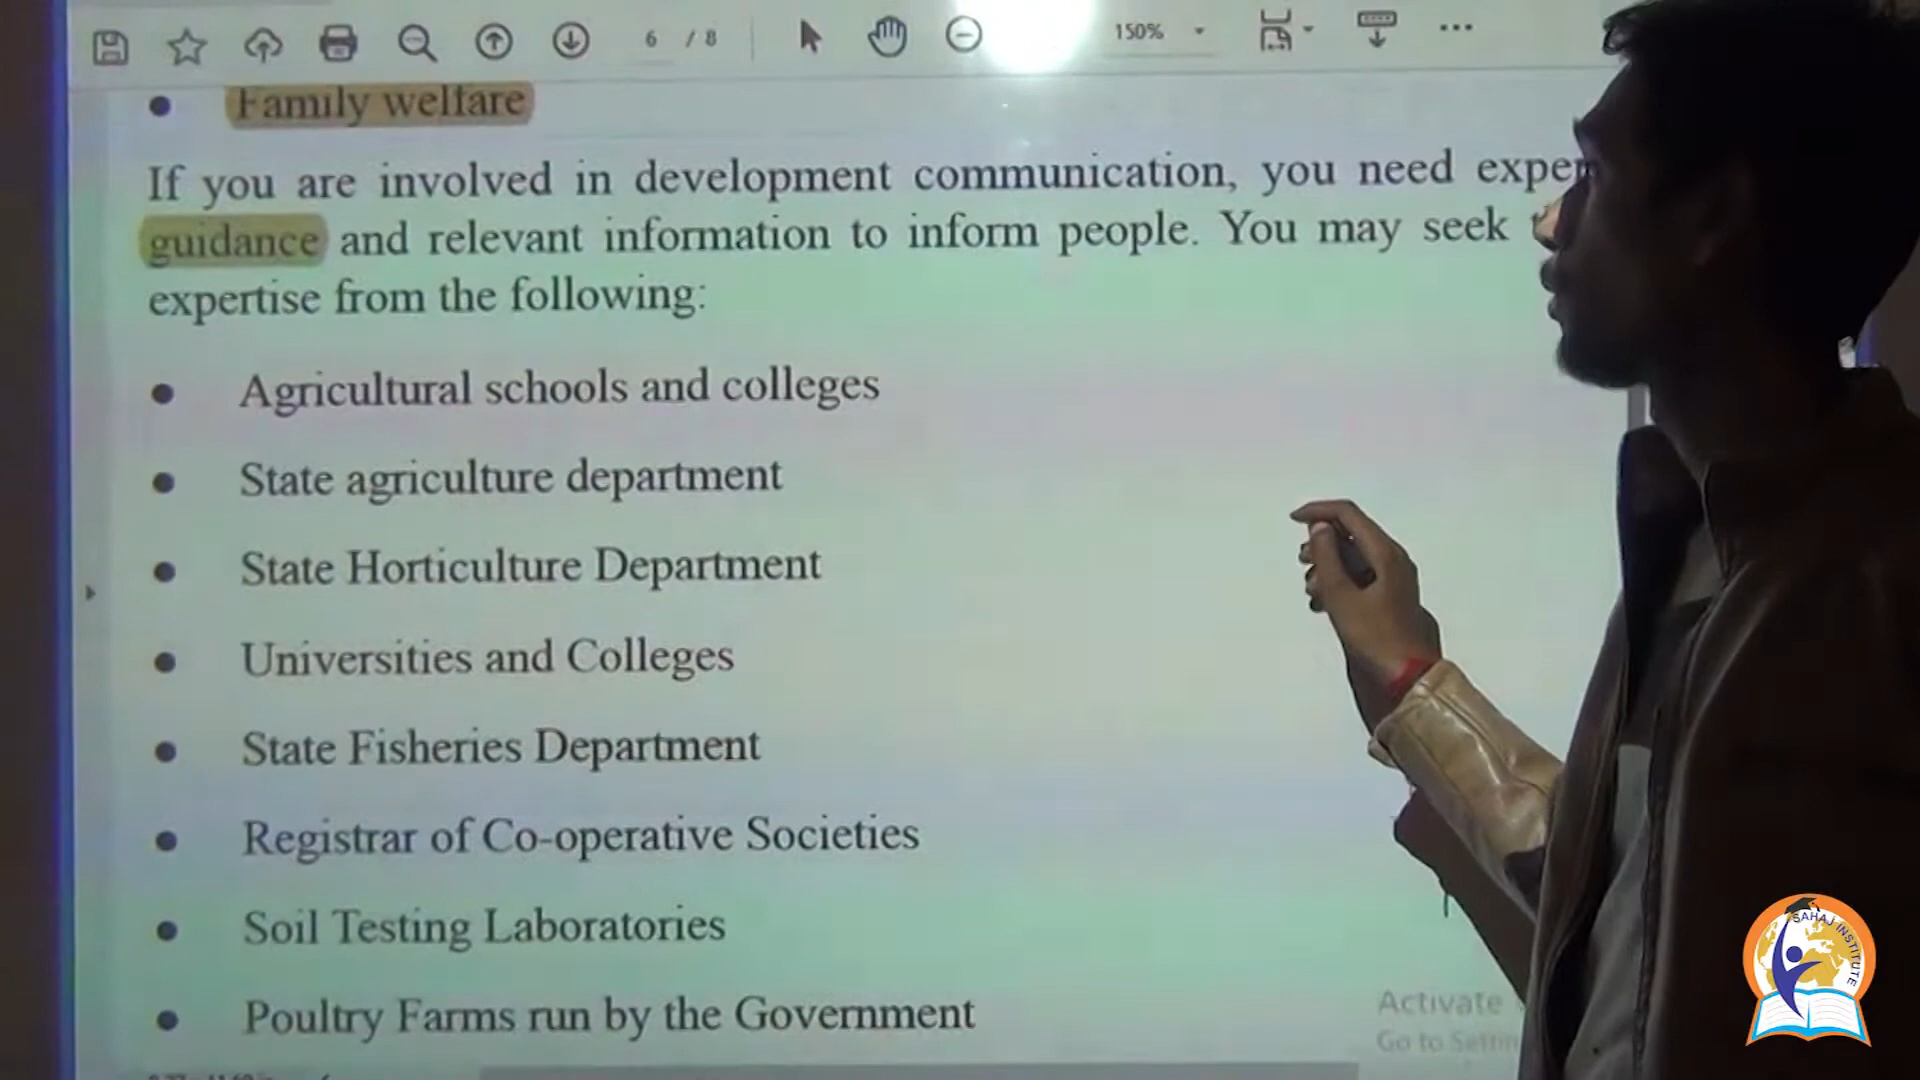 6 / 8
150%
Family welfare
If you are involved in development communication, you need
guidance and relevant information to inform people. You may seek
expertise from the following:
Agricultural schools and colleges
State agriculture department
State Horticulture Department
Universities and Colleges
State Fisheries Department
Registrar of Co-operative Societies
Soil Testing Laboratories
Poultry Farms run by the Government
Activate
Go to
SAHAJ INSTITUTE